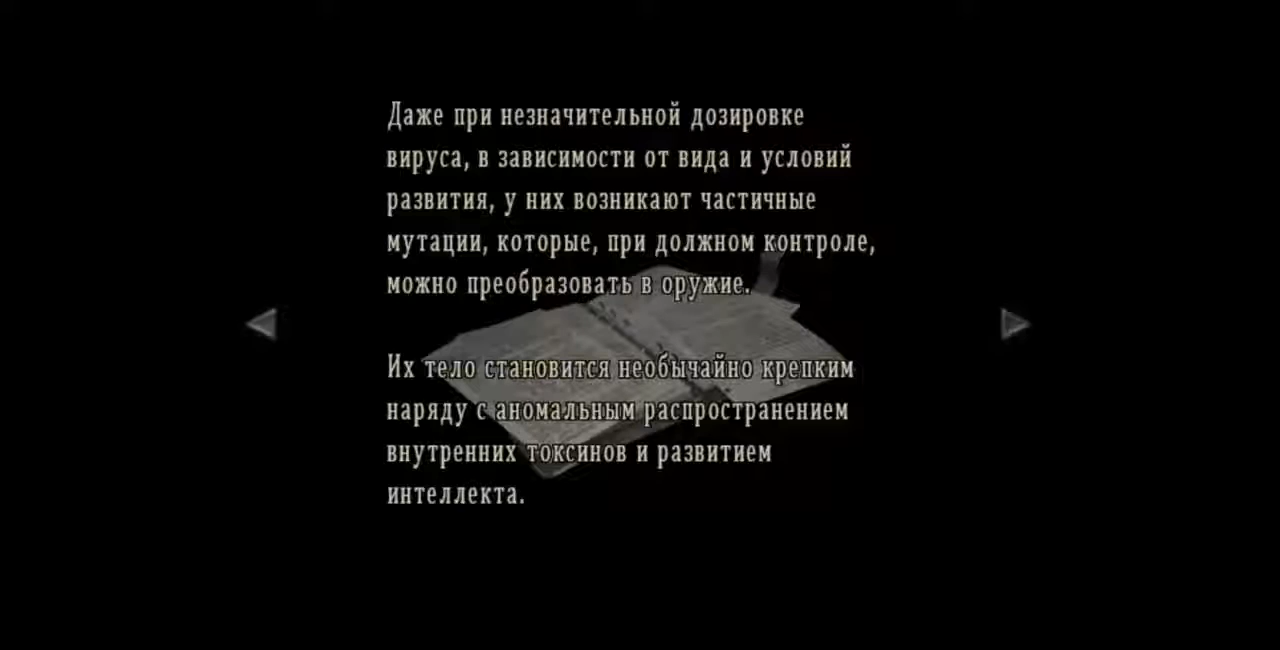 Даже при незначительной дозировке
вируса, в зависимости от вида и условий
развития, у них возникают частичные
мутации, которые, при должном контроле,
можно преобразовать в оружие.
Их тело становится необычайно крепким
наряду с аномальным распространением
внутренних токсинов и развитием
интеллекта.